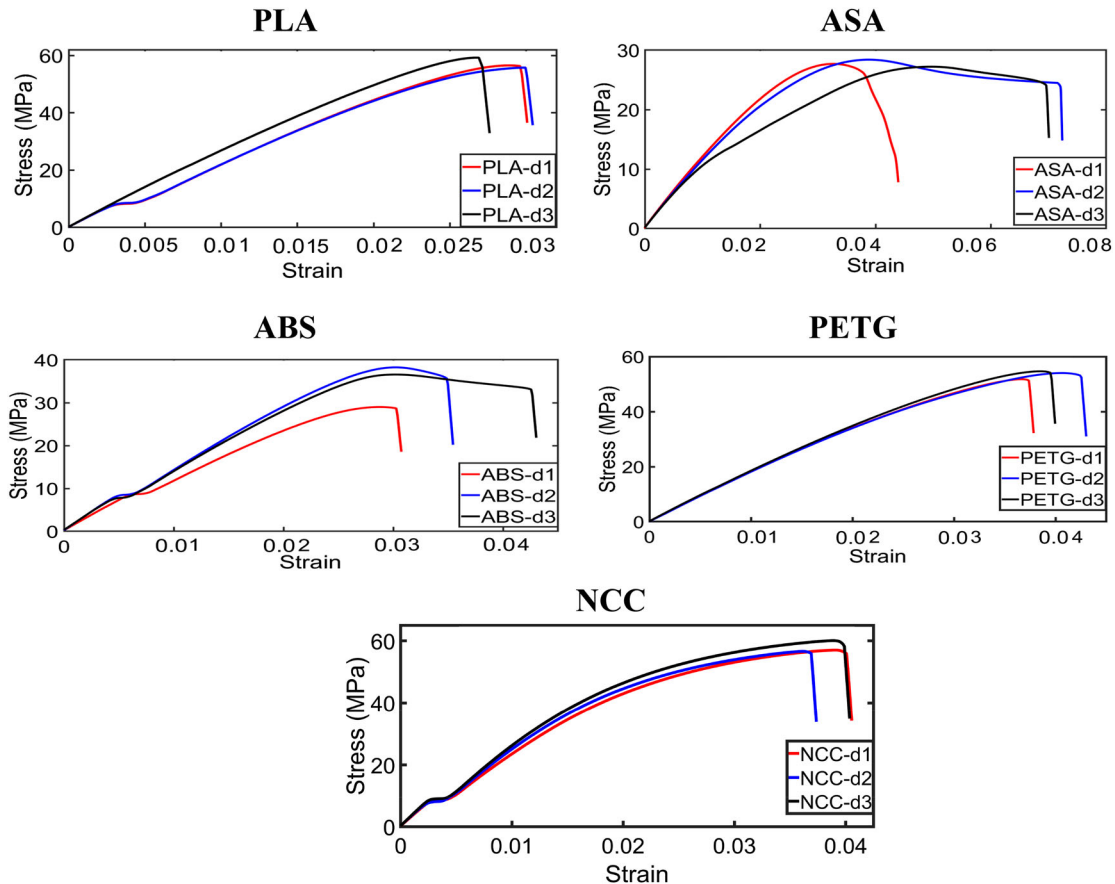 PLA
Stress (MPa)
60
40
20
0
0
0.005
0.01
0.015
0.02
0.025
0.03
Strain
PLA-d1
PLA-d2
PLA-d3
ASA
Stress (MPa)
30
20
10
0
0
0.02
0.04
0.06
0.08
Strain
ASA-d1
ASA-d2
ASA-d3
ABS
Stress (MPa)
40
30
20
10
0
0
0.01
0.02
0.03
0.04
Strain
ABS-d1
ABS-d2
ABS-d3
PETG
Stress (MPa)
60
40
20
0
0
0.01
0.02
0.03
0.04
Strain
PETG-d1
PETG-d2
PETG-d3
NCC
Stress (MPa)
60
40
20
0
0
0.01
0.02
0.03
0.04
Strain
NCC-d1
NCC-d2
NCC-d3